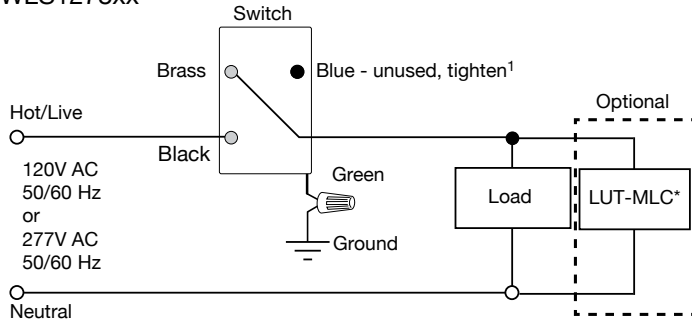 Switch
Brass
Blue - unused, tighten1
Optional
Hot/Live
Black
120V AC
50/60 Hz
or
277V AC
50/60 Hz
Green
Load
LUT-MLC*
Ground
Neutral